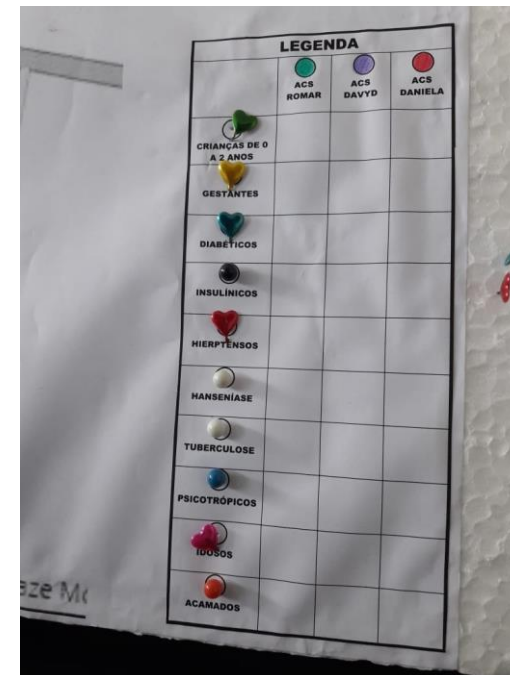 LEGENDA
ACS
ROMAR
ACS
DAVYD
ACS
DANIELA
CRIANÇAS DE 0
A 2 ANOS
GESTANTES
DIABÉTICOS
INSULÍNICOS
HIERPTENSOS
HANSENÍASE
TUBERCULOSE
PSICOTRÓPICOS
IDOSOS
ACAMADOS